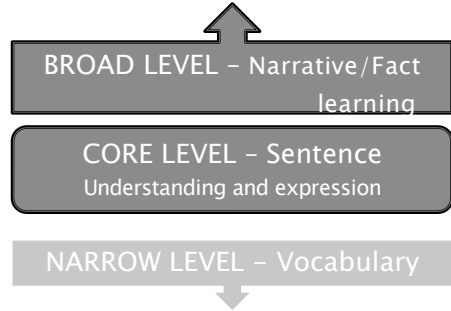 BROAD LEVEL – Narrative/Fact
learning
CORE LEVEL – Sentence
Understanding and expression
NARROW LEVEL – Vocabulary